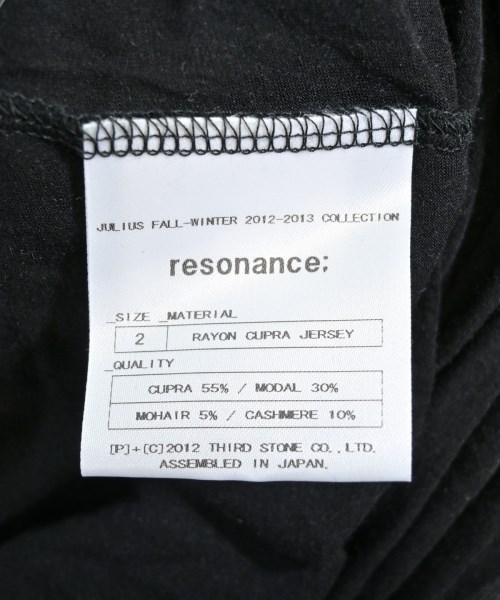 JULIUS FALL-WINTER 2012-2013 COLLECTION
resonance;
_SIZE _MATERIAL
2 RAYON CUPRA JERSEY
_QUALITY
CUPRA 55% / MODAL 30%
MOHAIR 5% / CASHMERE 10%
[P]+[C]2012 THIRD STONE CO.,LTD.
ASSEMBLED IN JAPAN.